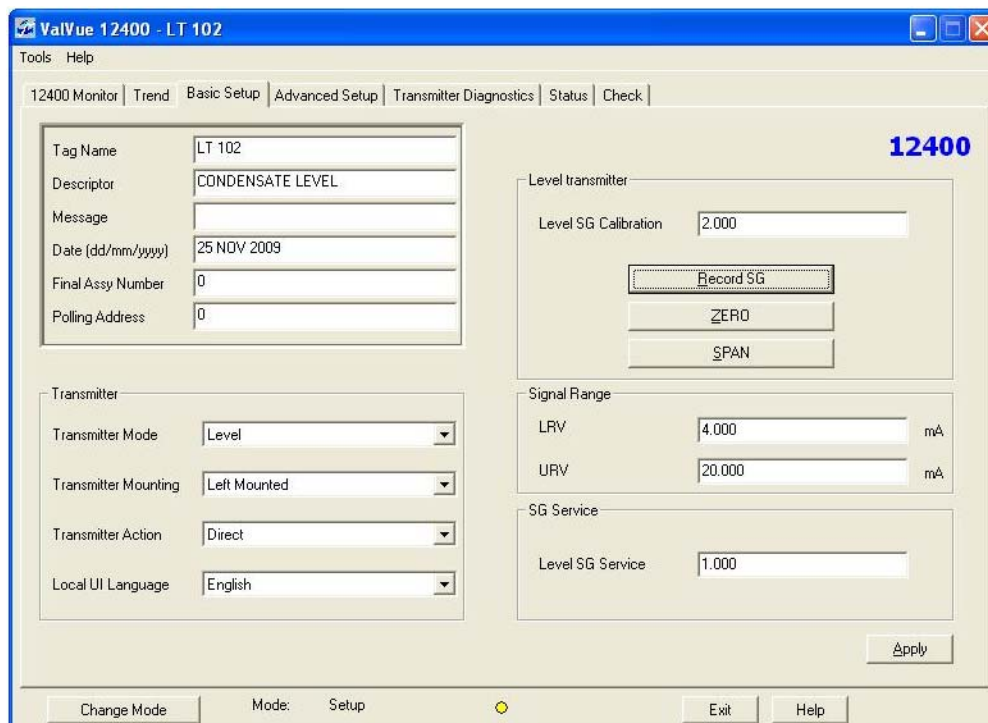 ValVue 12400 - LT 102
Tools Help
12400 Monitor Trend Basic Setup Advanced Setup Transmitter Diagnostics Status Check
12400
Tag Name LT 102
Descriptor CONDENSATE LEVEL
Message
Date (dd/mm/yyyy) 25 NOV 2009
Final Assy Number 0
Polling Address 0
Level transmitter
Level SG Calibration 2.000
Record SG
ZERO
SPAN
Transmitter
Transmitter Mode Level
Transmitter Mounting Left Mounted
Transmitter Action Direct
Local UI Language English
Signal Range
LRV 4.000 mA
URV 20.000 mA
SG Service
Level SG Service 1.000
Apply
Change Mode Mode: Setup Exit Help